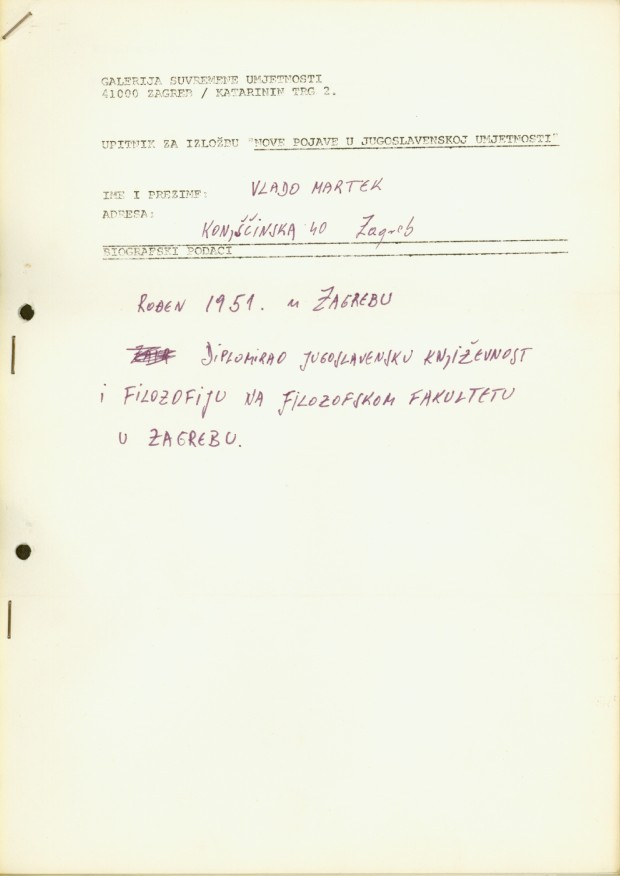 GALERIJA SUVREMENE UMJETNOSTI
41000 ZAGREB / KATARININ TRG 2.
UPITNIK ZA IZLOŽBU "NOVE POJAVE U JUGOSLAVENSKOJ UMJETNOSTI"
IME I PREZIME: VLADO MARTEK
ADRESA:
KONJŠČINSKA 40 Zagreb
BIOGRAFSKI PODACI
ROĐEN 1951. u ZAGREBU
DIPLOMIRAO JUGOSLAVENSKU KNJIŽEVNOST
i FILOZOFIJU NA FILOZOFSKOM FAKULTETU
U ZAGREBU.